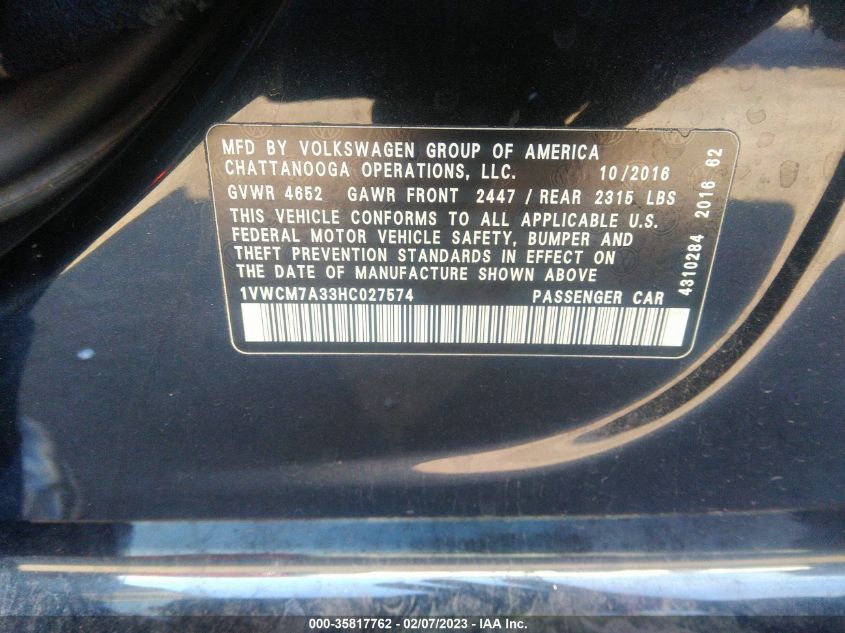 MFD BY VOLKSWAGEN GROUP OF AMERICA
CHATTANOOGA OPERATIONS, LLC. 10/2016
GVWR 4652 GAWR FRONT 2447 / REAR 2315 LBS
THIS VEHICLE CONFORMS TO ALL APPLICABLE U.S.
FEDERAL MOTOR VEHICLE SAFETY, BUMPER AND
THEFT PREVENTION STANDARDS IN EFFECT ON
THE DATE OF MANUFACTURE SHOWN ABOVE
1VWCM7A33HC027574 PASSENGER CAR
4310284 2016 62
000-35817762 - 02/07/2023 - © IAA Inc.